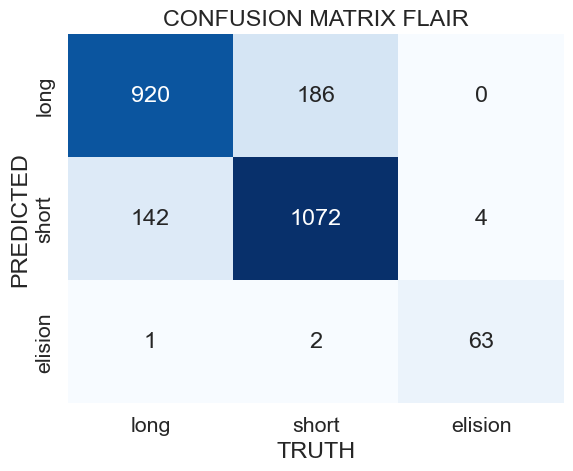 CONFUSION MATRIX FLAIR
PREDICTED
long
920 186 0
short
142 1072 4
elision
1 2 63
long short elision
TRUTH